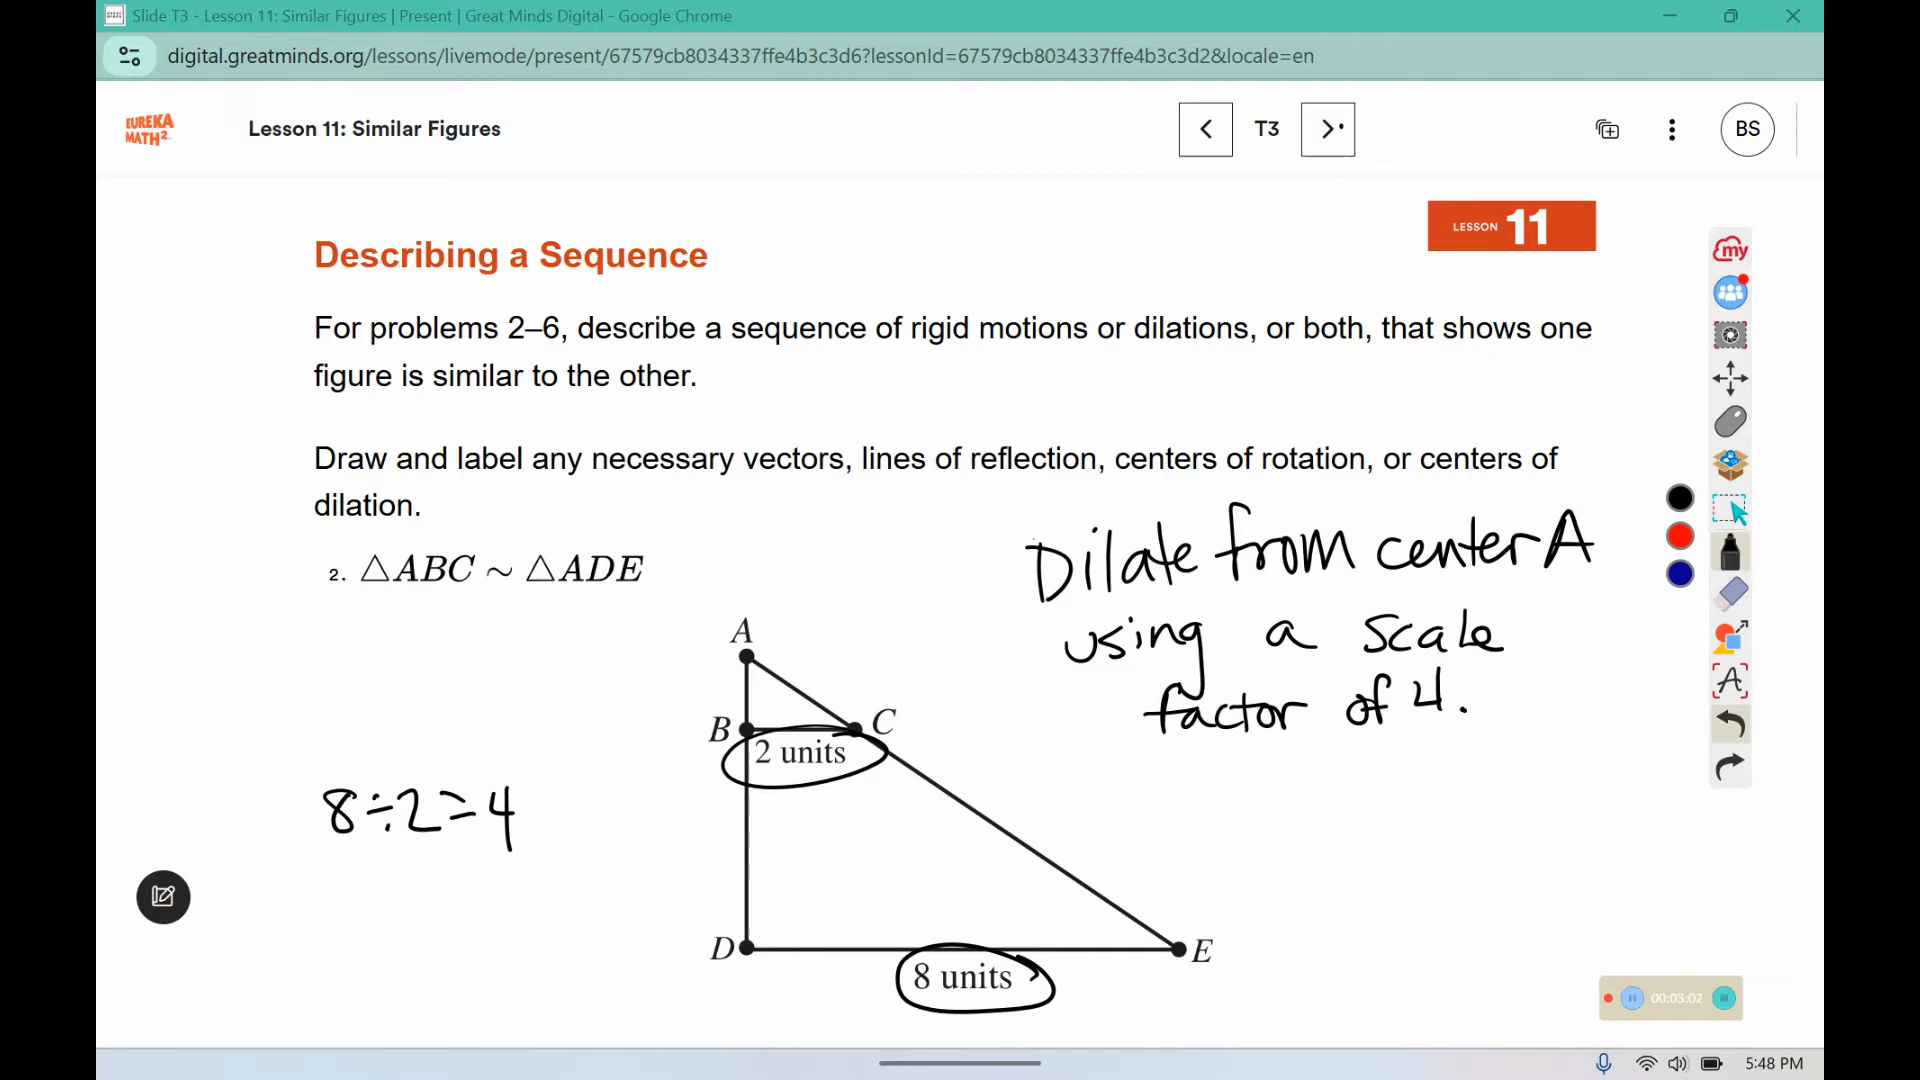 Slide T3 - Lesson 11: Similar Figures | Present | Great Minds Digital - Google Chrome
digital.greatminds.org/lessons/livemode/present/67579cb8034337ffe4b3c3d6?lessonId=67579cb8034337ffe4b3c3d2&locale=en
EUREKA
MATH²
Lesson 11: Similar Figures
T3
BS
LESSON 11
Describing a Sequence
For problems 2–6, describe a sequence of rigid motions or dilations, or both, that shows one
figure is similar to the other.
Draw and label any necessary vectors, lines of reflection, centers of rotation, or centers of
dilation.
2. △ABC ~ △ADE
Dilate from center A
using a scale
factor of 4.
A
B
C
2 units
8÷2=4
D
E
8 units
my
A
00:03:02
5:48 PM